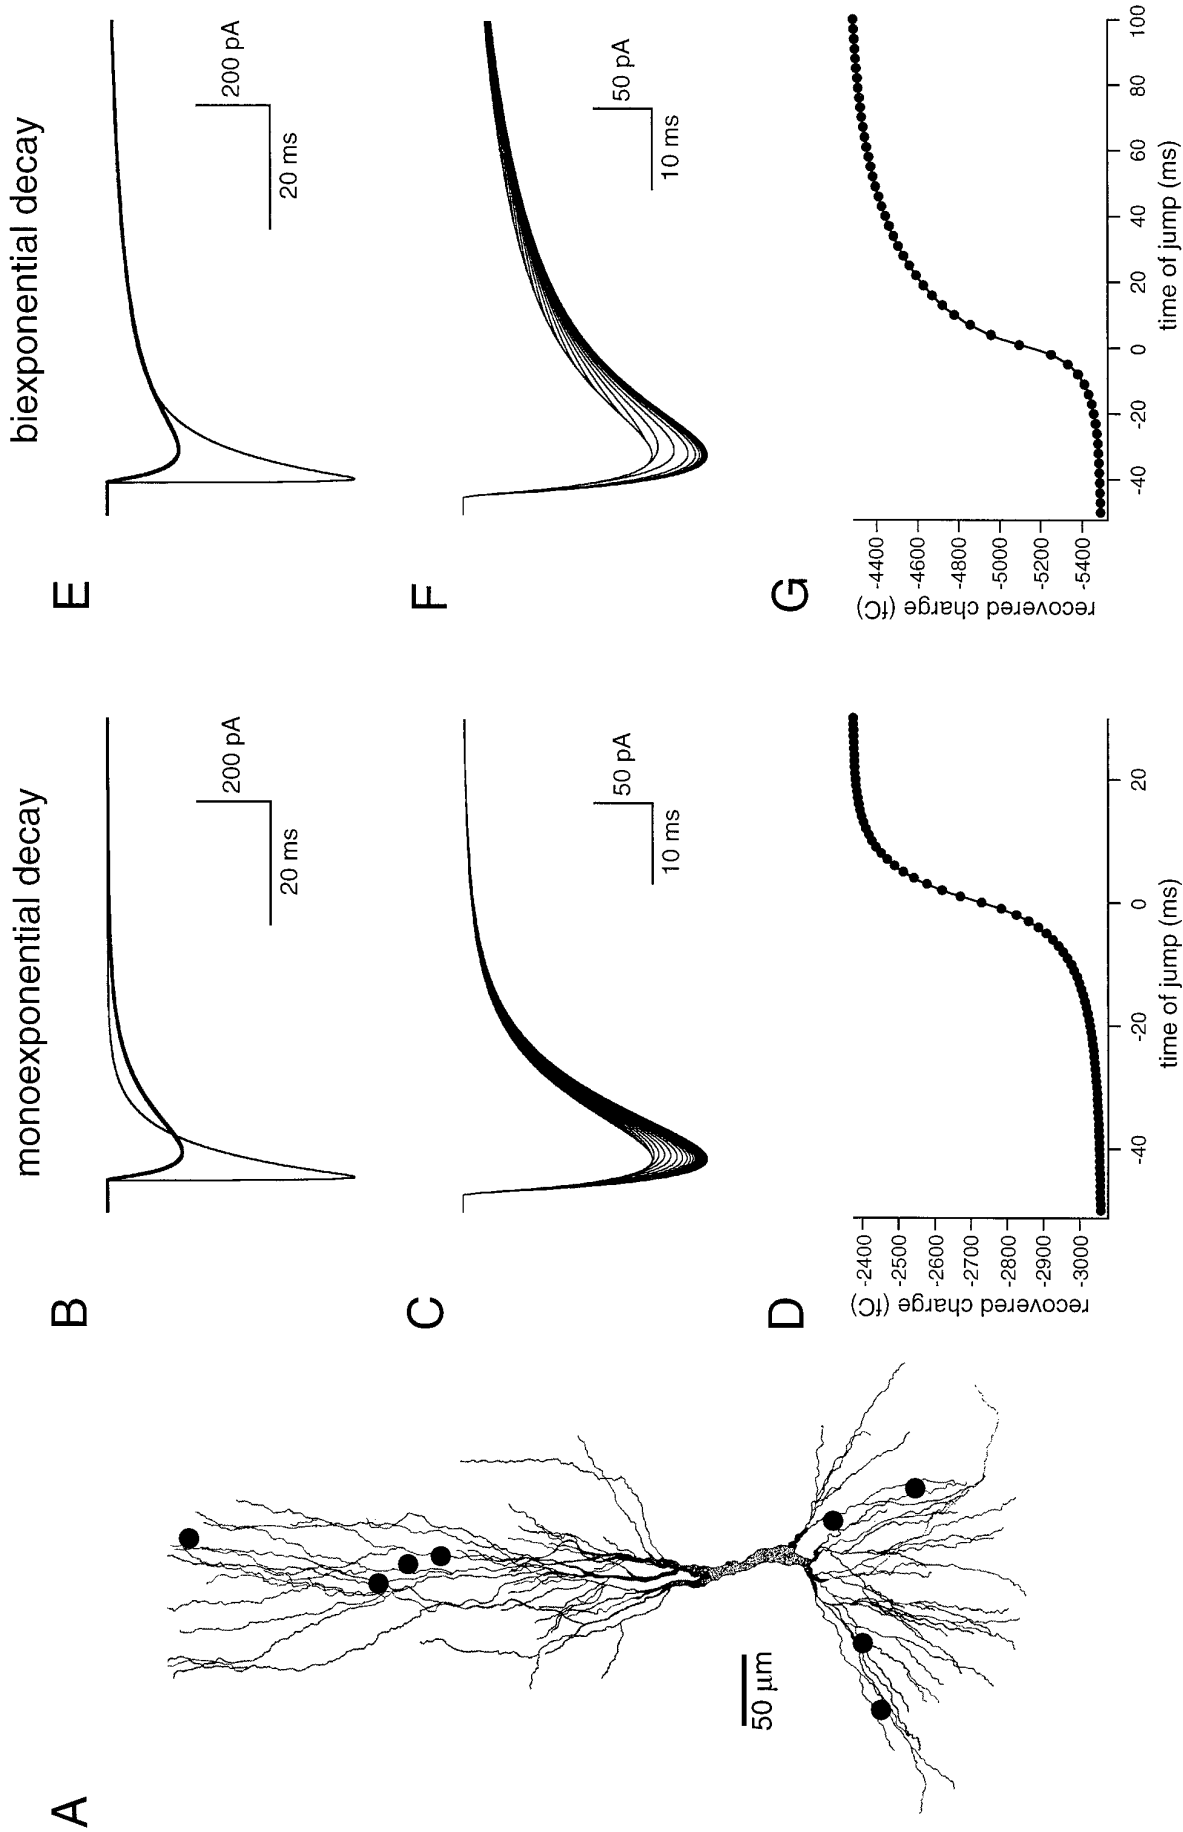 A
monoexponential decay
B
200 pA
20 ms
C
50 pA
10 ms
D
recovered charge (fC)
-2400
-2500
-2600
-2700
-2800
-2900
-3000
-40
-20
0
20
time of jump (ms)
50 µm
biexponential decay
E
200 pA
20 ms
F
50 pA
10 ms
G
recovered charge (fC)
-4400
-4600
-4800
-5000
-5200
-5400
-40
-20
0
20
40
60
80
100
time of jump (ms)